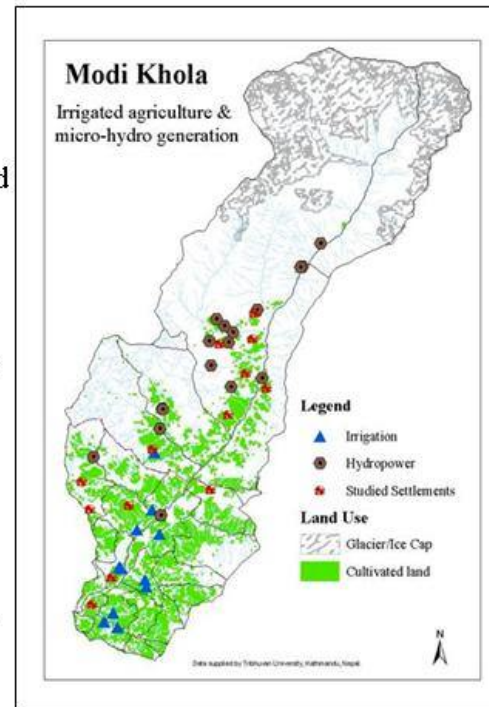 Modi Khola
Irrigated agriculture &
micro-hydro generation
d
Legend
Irrigation
Hydropower
Studied Settlements
Land Use
Glacier/Ice Cap
Cultivated land
N
Data supplied by Tribhuvan University, Kathmandu, Nepal.